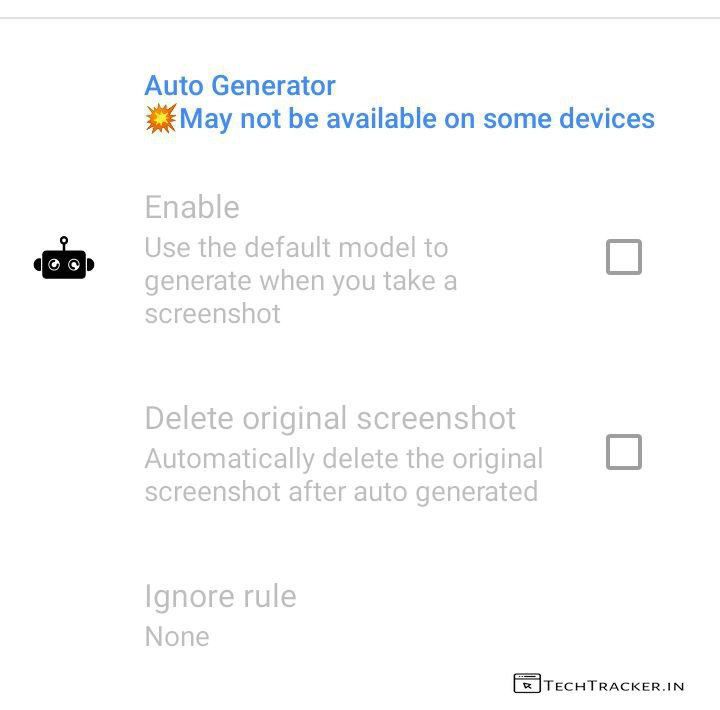 Auto Generator
💥May not be available on some devices
Enable
Use the default model to
generate when you take a
screenshot
Delete original screenshot
Automatically delete the original
screenshot after auto generated
Ignore rule
None
TECHTRACKER.IN